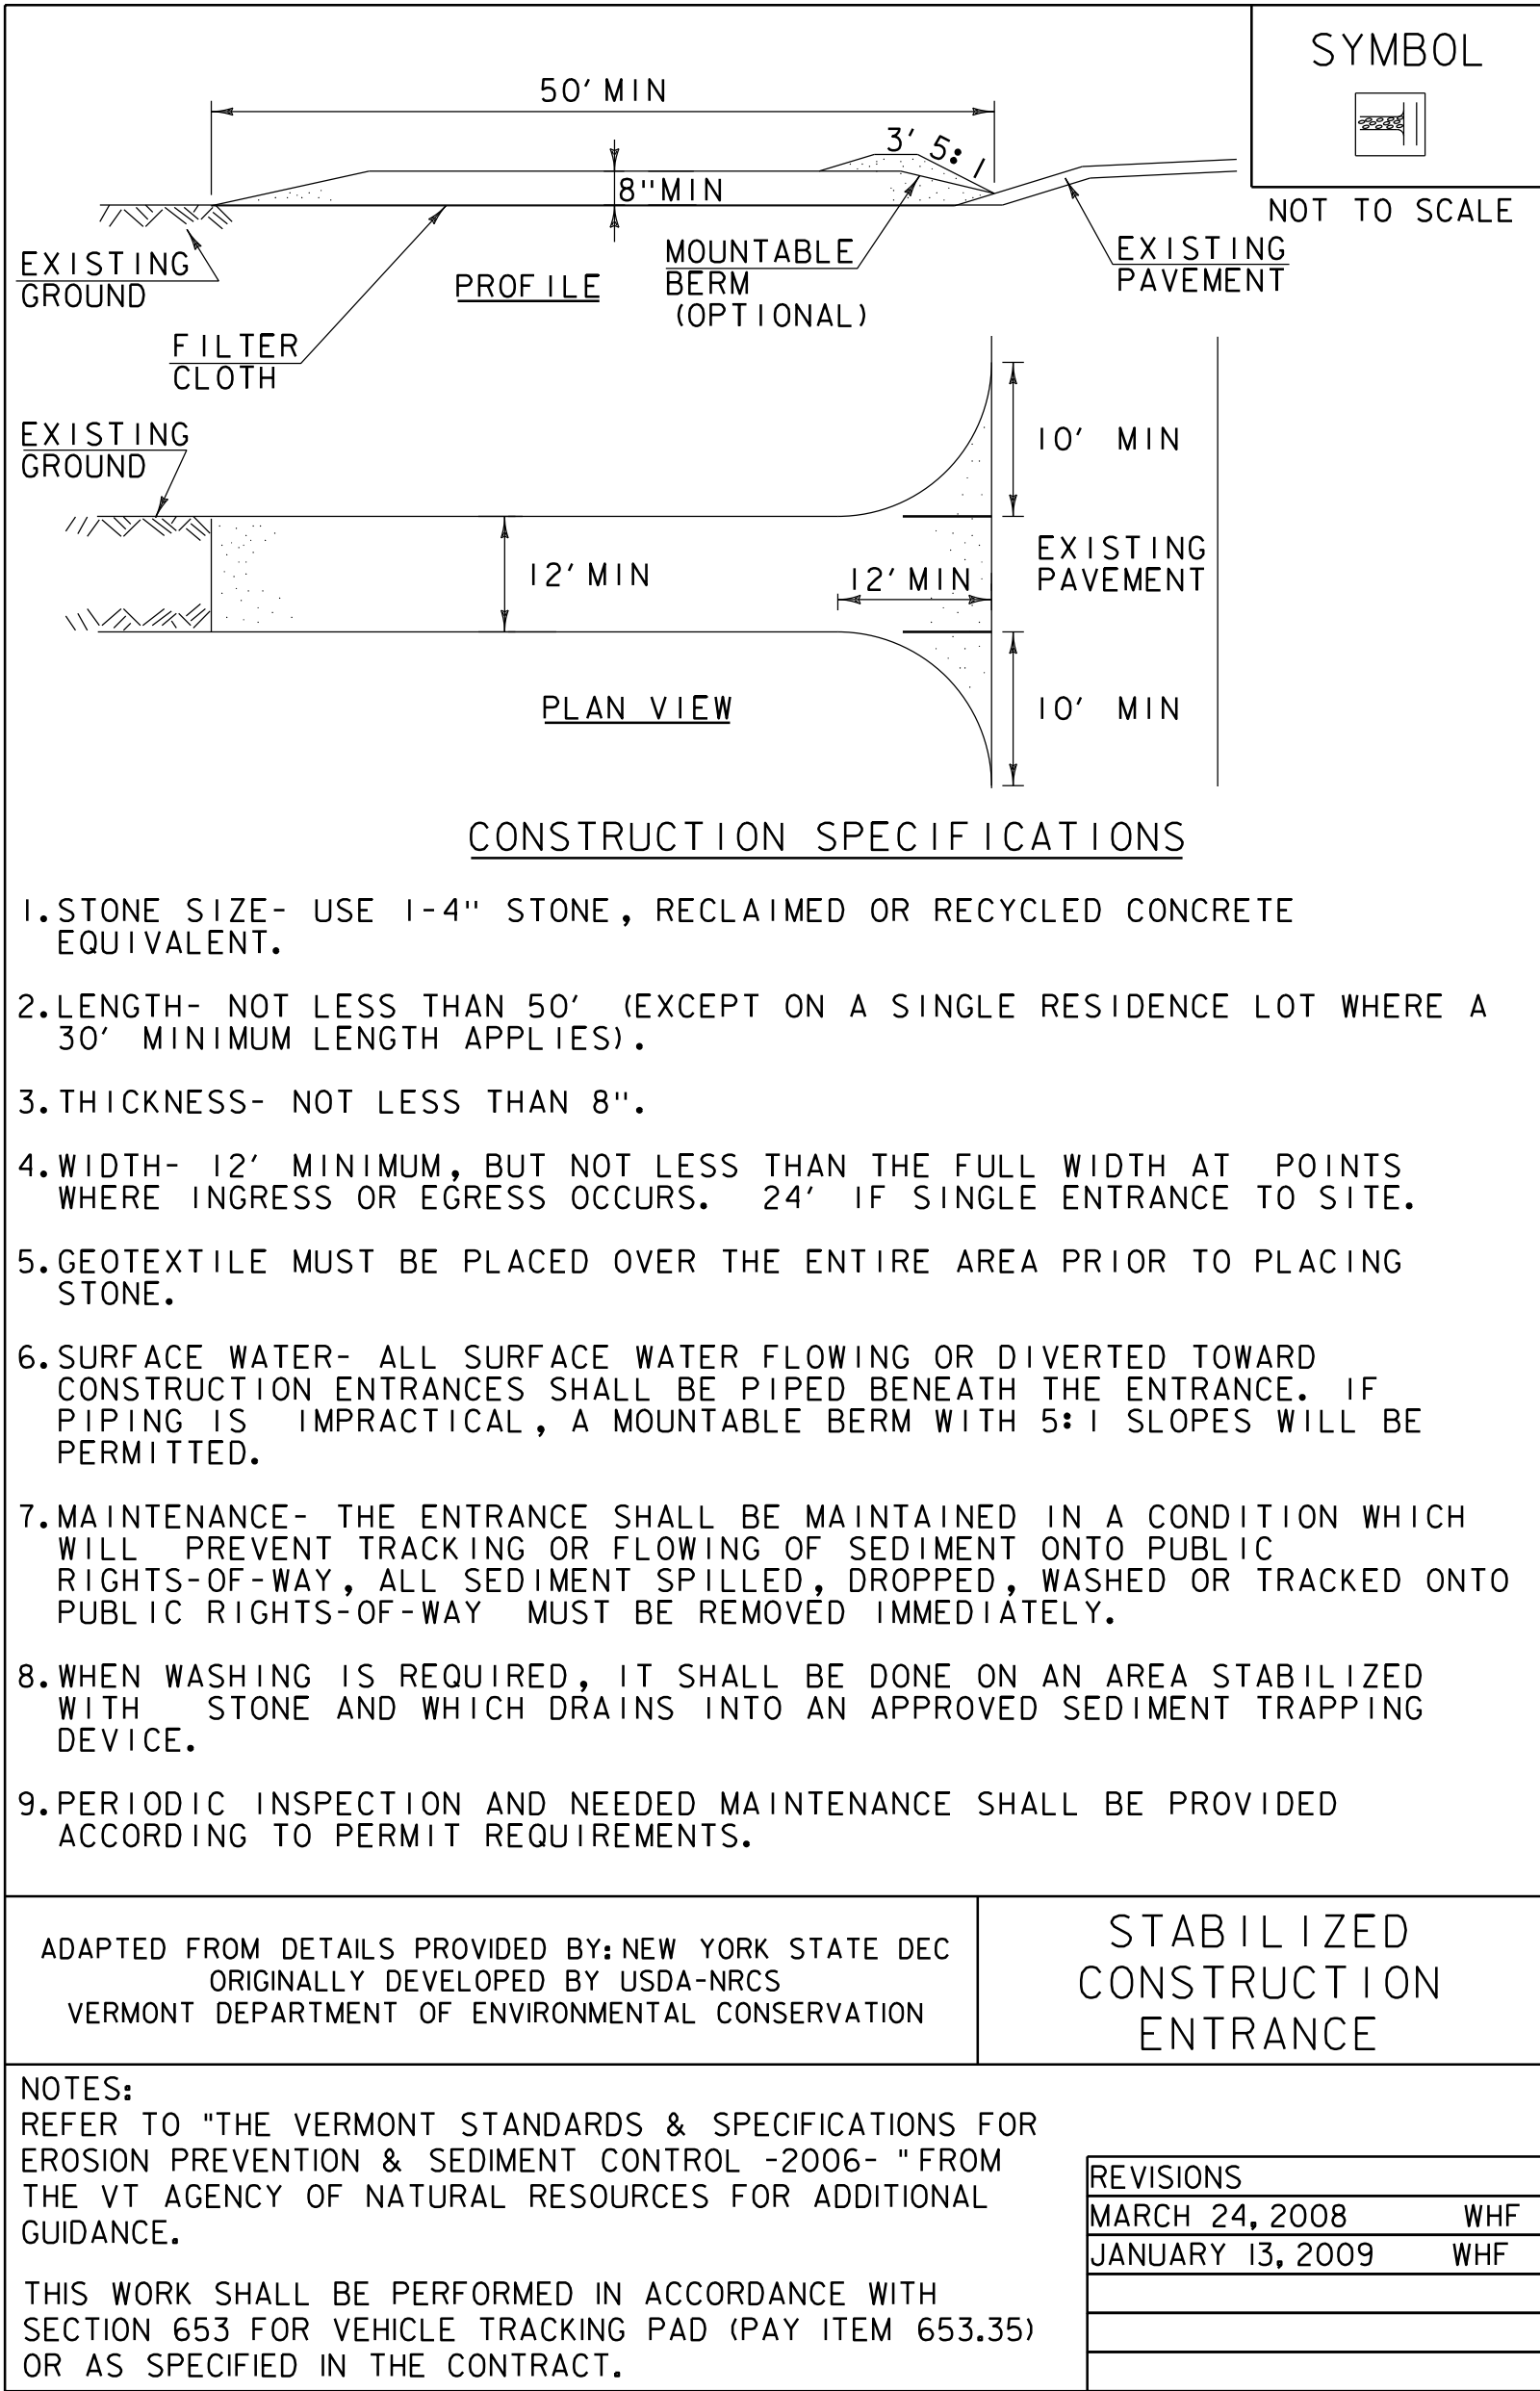 SYMBOL
50' MIN
3' 5:1
8" MIN
NOT TO SCALE
EXISTING
GROUND
PROFILE
MOUNTABLE
BERM
(OPTIONAL)
EXISTING
PAVEMENT
FILTER
CLOTH
EXISTING
GROUND
10' MIN
12' MIN
12' MIN
EXISTING
PAVEMENT
PLAN VIEW
10' MIN
CONSTRUCTION SPECIFICATIONS
1. STONE SIZE- USE 1-4" STONE, RECLAIMED OR RECYCLED CONCRETE
EQUIVALENT.
2. LENGTH- NOT LESS THAN 50' (EXCEPT ON A SINGLE RESIDENCE LOT WHERE A
30' MINIMUM LENGTH APPLIES).
3. THICKNESS- NOT LESS THAN 8".
4. WIDTH- 12' MINIMUM, BUT NOT LESS THAN THE FULL WIDTH AT POINTS
WHERE INGRESS OR EGRESS OCCURS. 24' IF SINGLE ENTRANCE TO SITE.
5. GEOTEXTILE MUST BE PLACED OVER THE ENTIRE AREA PRIOR TO PLACING
STONE.
6. SURFACE WATER- ALL SURFACE WATER FLOWING OR DIVERTED TOWARD
CONSTRUCTION ENTRANCES SHALL BE PIPED BENEATH THE ENTRANCE. IF
PIPING IS IMPRACTICAL, A MOUNTABLE BERM WITH 5:1 SLOPES WILL BE
PERMITTED.
7. MAINTENANCE- THE ENTRANCE SHALL BE MAINTAINED IN A CONDITION WHICH
WILL PREVENT TRACKING OR FLOWING OF SEDIMENT ONTO PUBLIC
RIGHTS-OF-WAY, ALL SEDIMENT SPILLED, DROPPED, WASHED OR TRACKED ONTO
PUBLIC RIGHTS-OF-WAY MUST BE REMOVED IMMEDIATELY.
8. WHEN WASHING IS REQUIRED, IT SHALL BE DONE ON AN AREA STABILIZED
WITH STONE AND WHICH DRAINS INTO AN APPROVED SEDIMENT TRAPPING
DEVICE.
9. PERIODIC INSPECTION AND NEEDED MAINTENANCE SHALL BE PROVIDED
ACCORDING TO PERMIT REQUIREMENTS.
ADAPTED FROM DETAILS PROVIDED BY: NEW YORK STATE DEC
ORIGINALLY DEVELOPED BY USDA-NRCS
VERMONT DEPARTMENT OF ENVIRONMENTAL CONSERVATION
STABILIZED
CONSTRUCTION
ENTRANCE
NOTES:
REFER TO "THE VERMONT STANDARDS & SPECIFICATIONS FOR
EROSION PREVENTION & SEDIMENT CONTROL -2006- " FROM
THE VT AGENCY OF NATURAL RESOURCES FOR ADDITIONAL
GUIDANCE.
THIS WORK SHALL BE PERFORMED IN ACCORDANCE WITH
SECTION 653 FOR VEHICLE TRACKING PAD (PAY ITEM 653.35)
OR AS SPECIFIED IN THE CONTRACT.
REVISIONS
MARCH 24, 2008 WHF
JANUARY 13, 2009 WHF